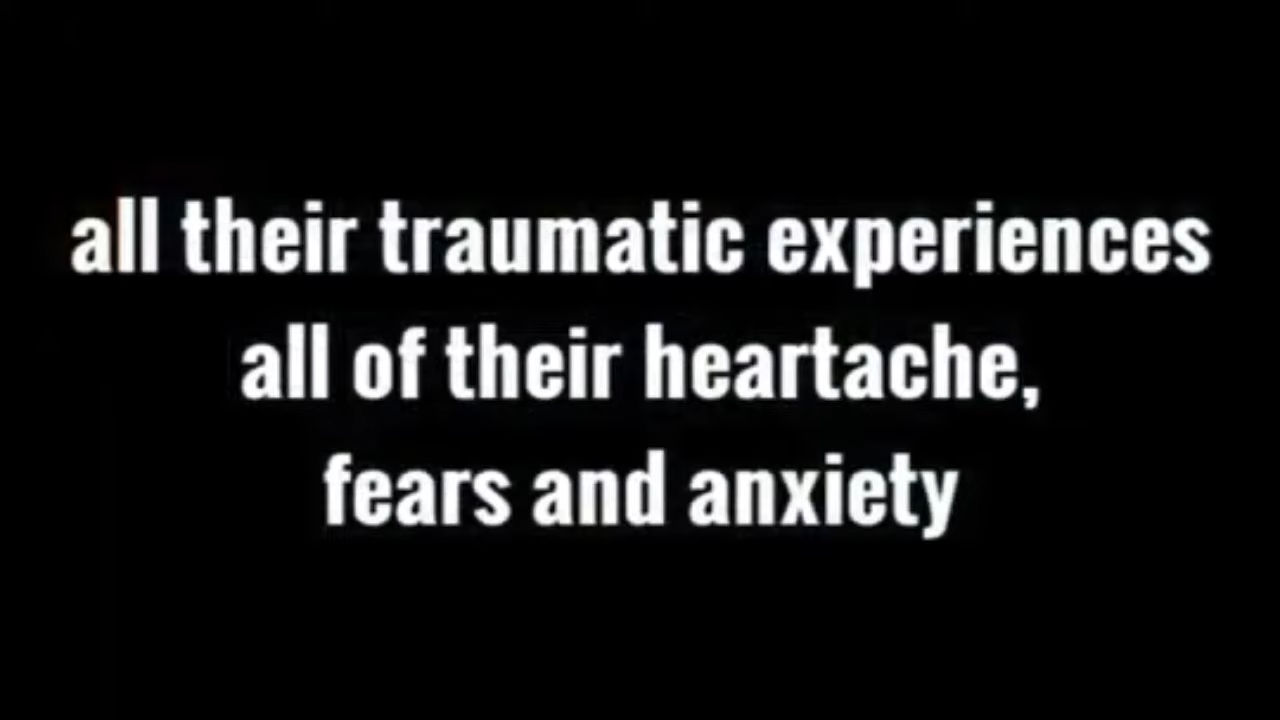 all their traumatic experiences
all of their heartache,
fears and anxiety